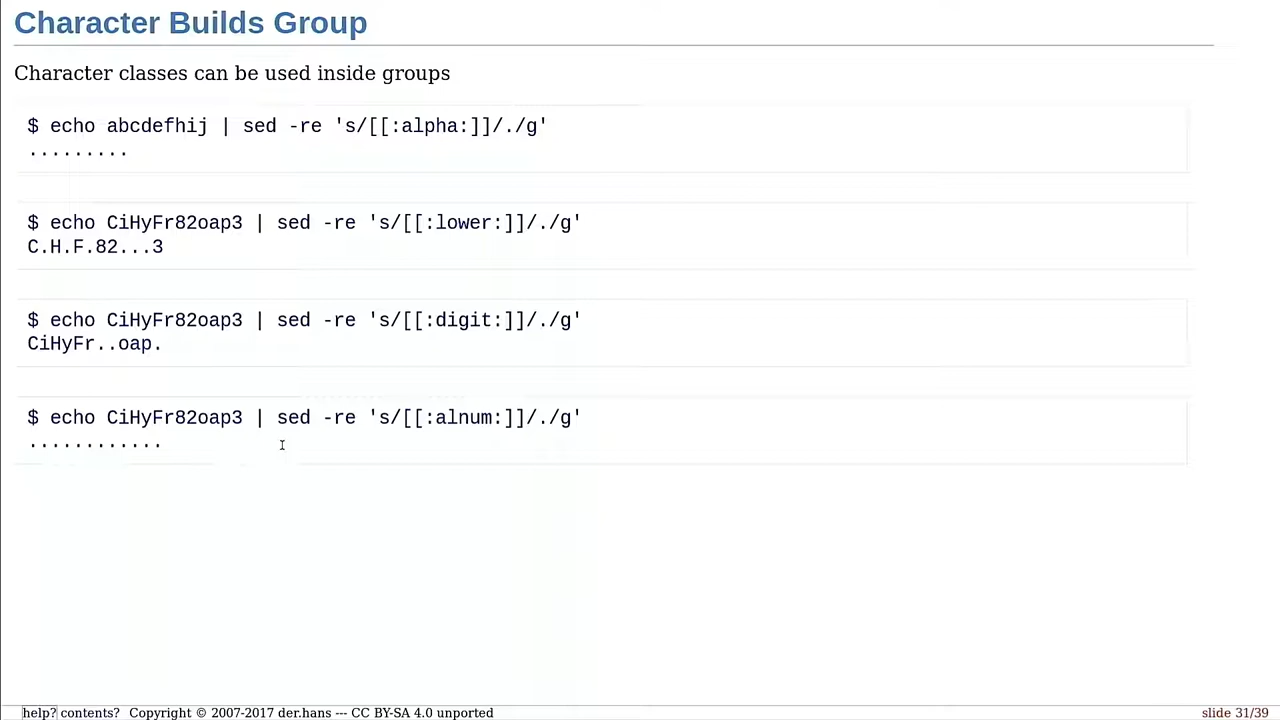 Character Builds Group
Character classes can be used inside groups
$ echo abcdefhij | sed -re 's/[[:alpha:]]/./g'
.........
$ echo CiHyFr82oap3 | sed -re 's/[[:lower:]]/./g'
C.H.F.82...3
$ echo CiHyFr82oap3 | sed -re 's/[[:digit:]]/./g'
CiHyFr..oap.
$ echo CiHyFr82oap3 | sed -re 's/[[:alnum:]]/./g'
............
help? contents? Copyright © 2007-2017 der.hans --- CC BY-SA 4.0 unported slide 31/39